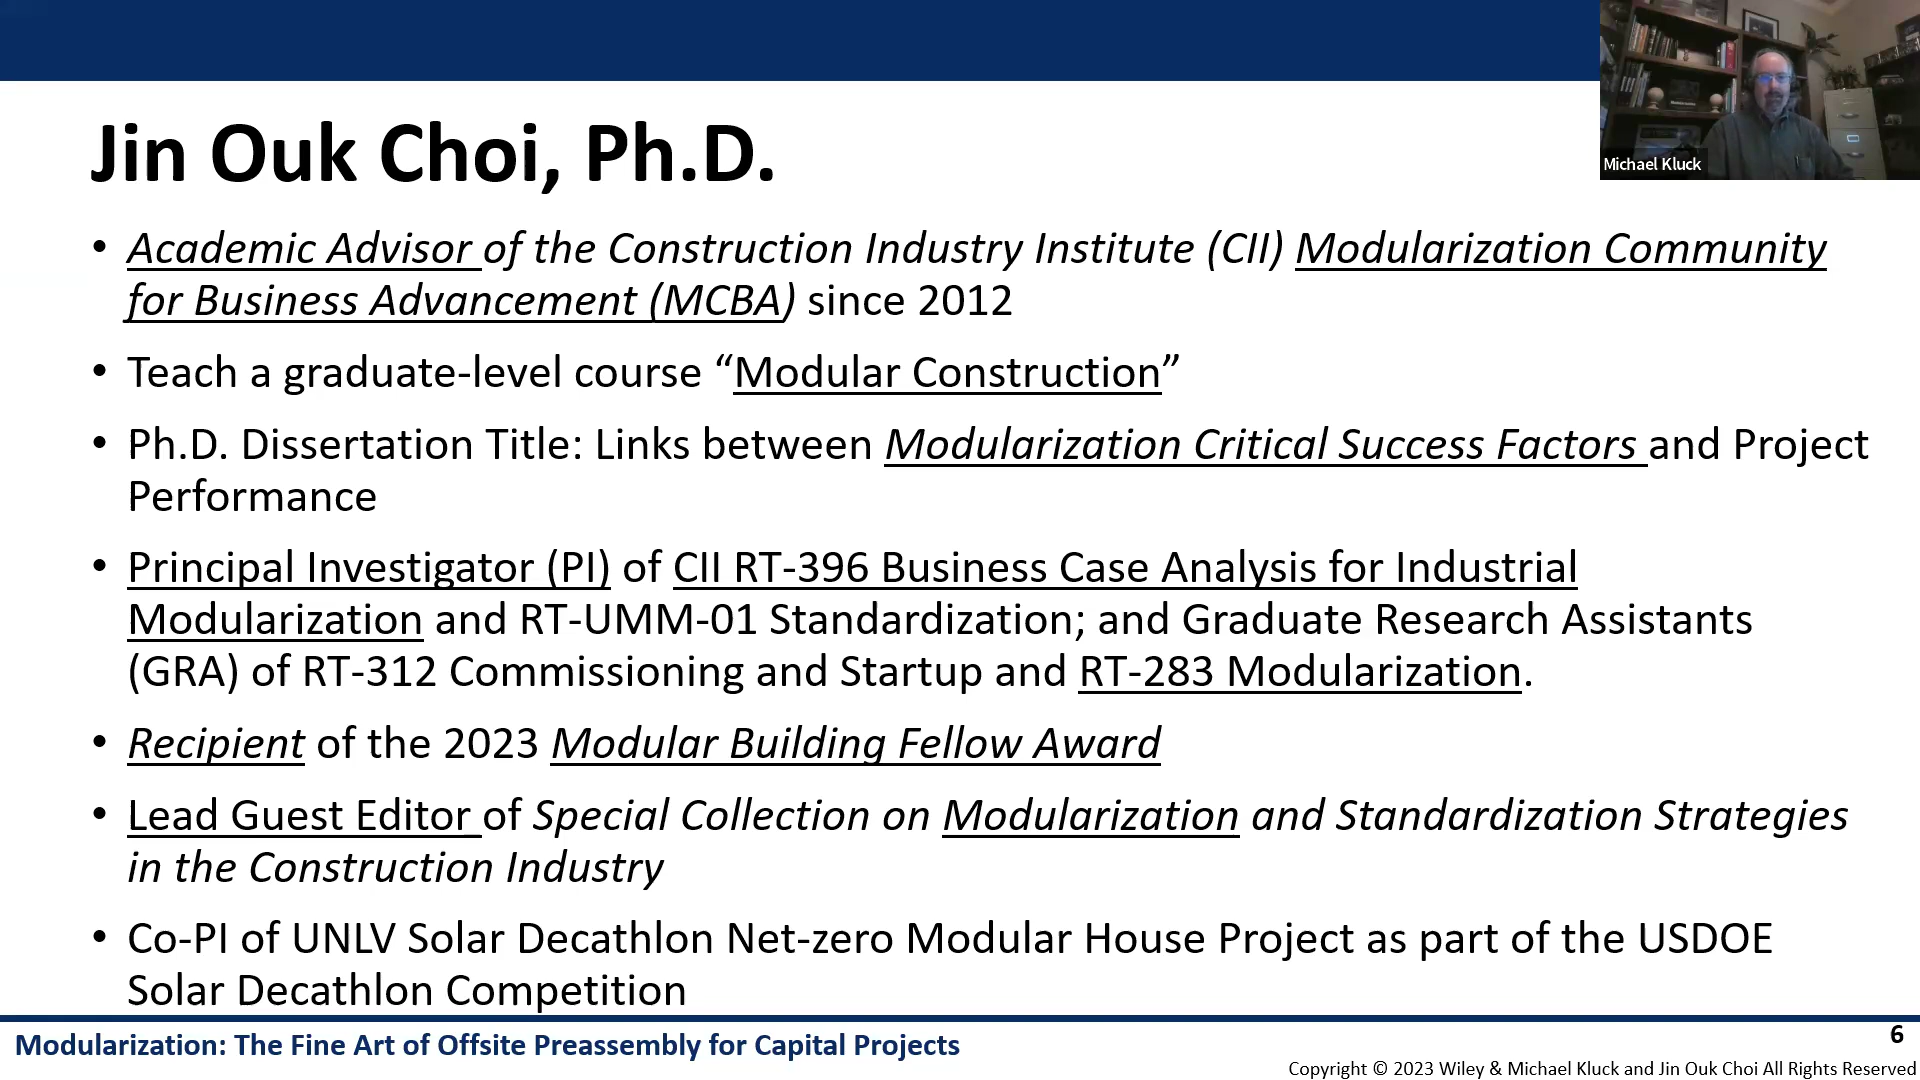 Michael Kluck
Jin Ouk Choi, Ph.D.
• Academic Advisor of the Construction Industry Institute (CII) Modularization Community
for Business Advancement (MCBA) since 2012
• Teach a graduate-level course “Modular Construction”
• Ph.D. Dissertation Title: Links between Modularization Critical Success Factors and Project
Performance
• Principal Investigator (PI) of CII RT-396 Business Case Analysis for Industrial
Modularization and RT-UMM-01 Standardization; and Graduate Research Assistants
(GRA) of RT-312 Commissioning and Startup and RT-283 Modularization.
• Recipient of the 2023 Modular Building Fellow Award
• Lead Guest Editor of Special Collection on Modularization and Standardization Strategies
in the Construction Industry
• Co-PI of UNLV Solar Decathlon Net-zero Modular House Project as part of the USDOE
Solar Decathlon Competition
Modularization: The Fine Art of Offsite Preassembly for Capital Projects
6
Copyright © 2023 Wiley & Michael Kluck and Jin Ouk Choi All Rights Reserved